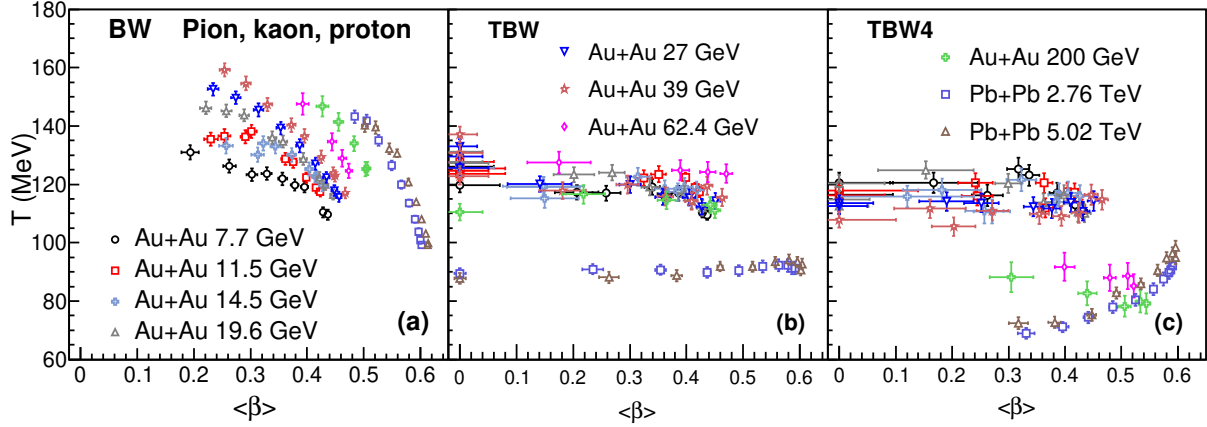 BW Pion, kaon, proton
TBW
TBW4
T (MeV)
180
160
140
120
100
80
60
Au+Au 7.7 GeV
Au+Au 11.5 GeV
Au+Au 14.5 GeV
Au+Au 19.6 GeV
(a)
Au+Au 27 GeV
Au+Au 39 GeV
Au+Au 62.4 GeV
(b)
Au+Au 200 GeV
Pb+Pb 2.76 TeV
Pb+Pb 5.02 TeV
(c)
0 0.1 0.2 0.3 0.4 0.5 0.6
0 0.1 0.2 0.3 0.4 0.5 0.6
0 0.1 0.2 0.3 0.4 0.5 0.6
<β>
<β>
<β>